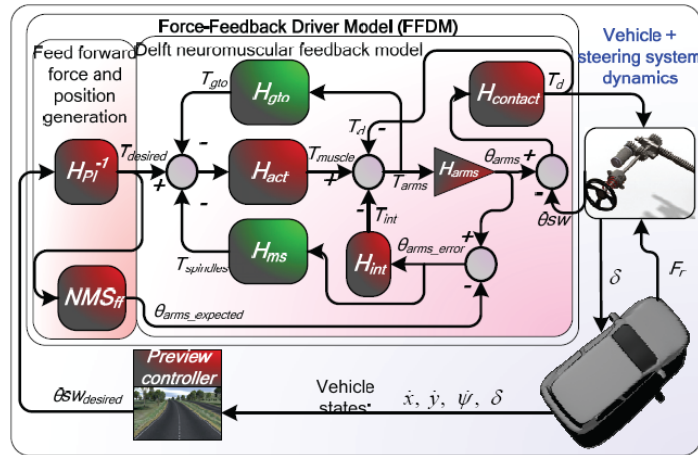 Force-Feedback Driver Model (FFDM)
Vehicle +
steering system
dynamics
Feed forward
force and
position
generation
Delft neuromuscular feedback model
T_gto
H_gto
T_d
H_contact
T_d
T_desired
H_PI^-1
H_act
T_muscle
T_arms
H_arms
θ_arms
θsw
T_int
H_ms
T_spindles
H_int
θ_arms_error
NMS_ff
θ_arms_expected
δ
F_r
Preview
controller
θsw_desired
Vehicle
states:
ẋ, ẏ, ψ̇, δ